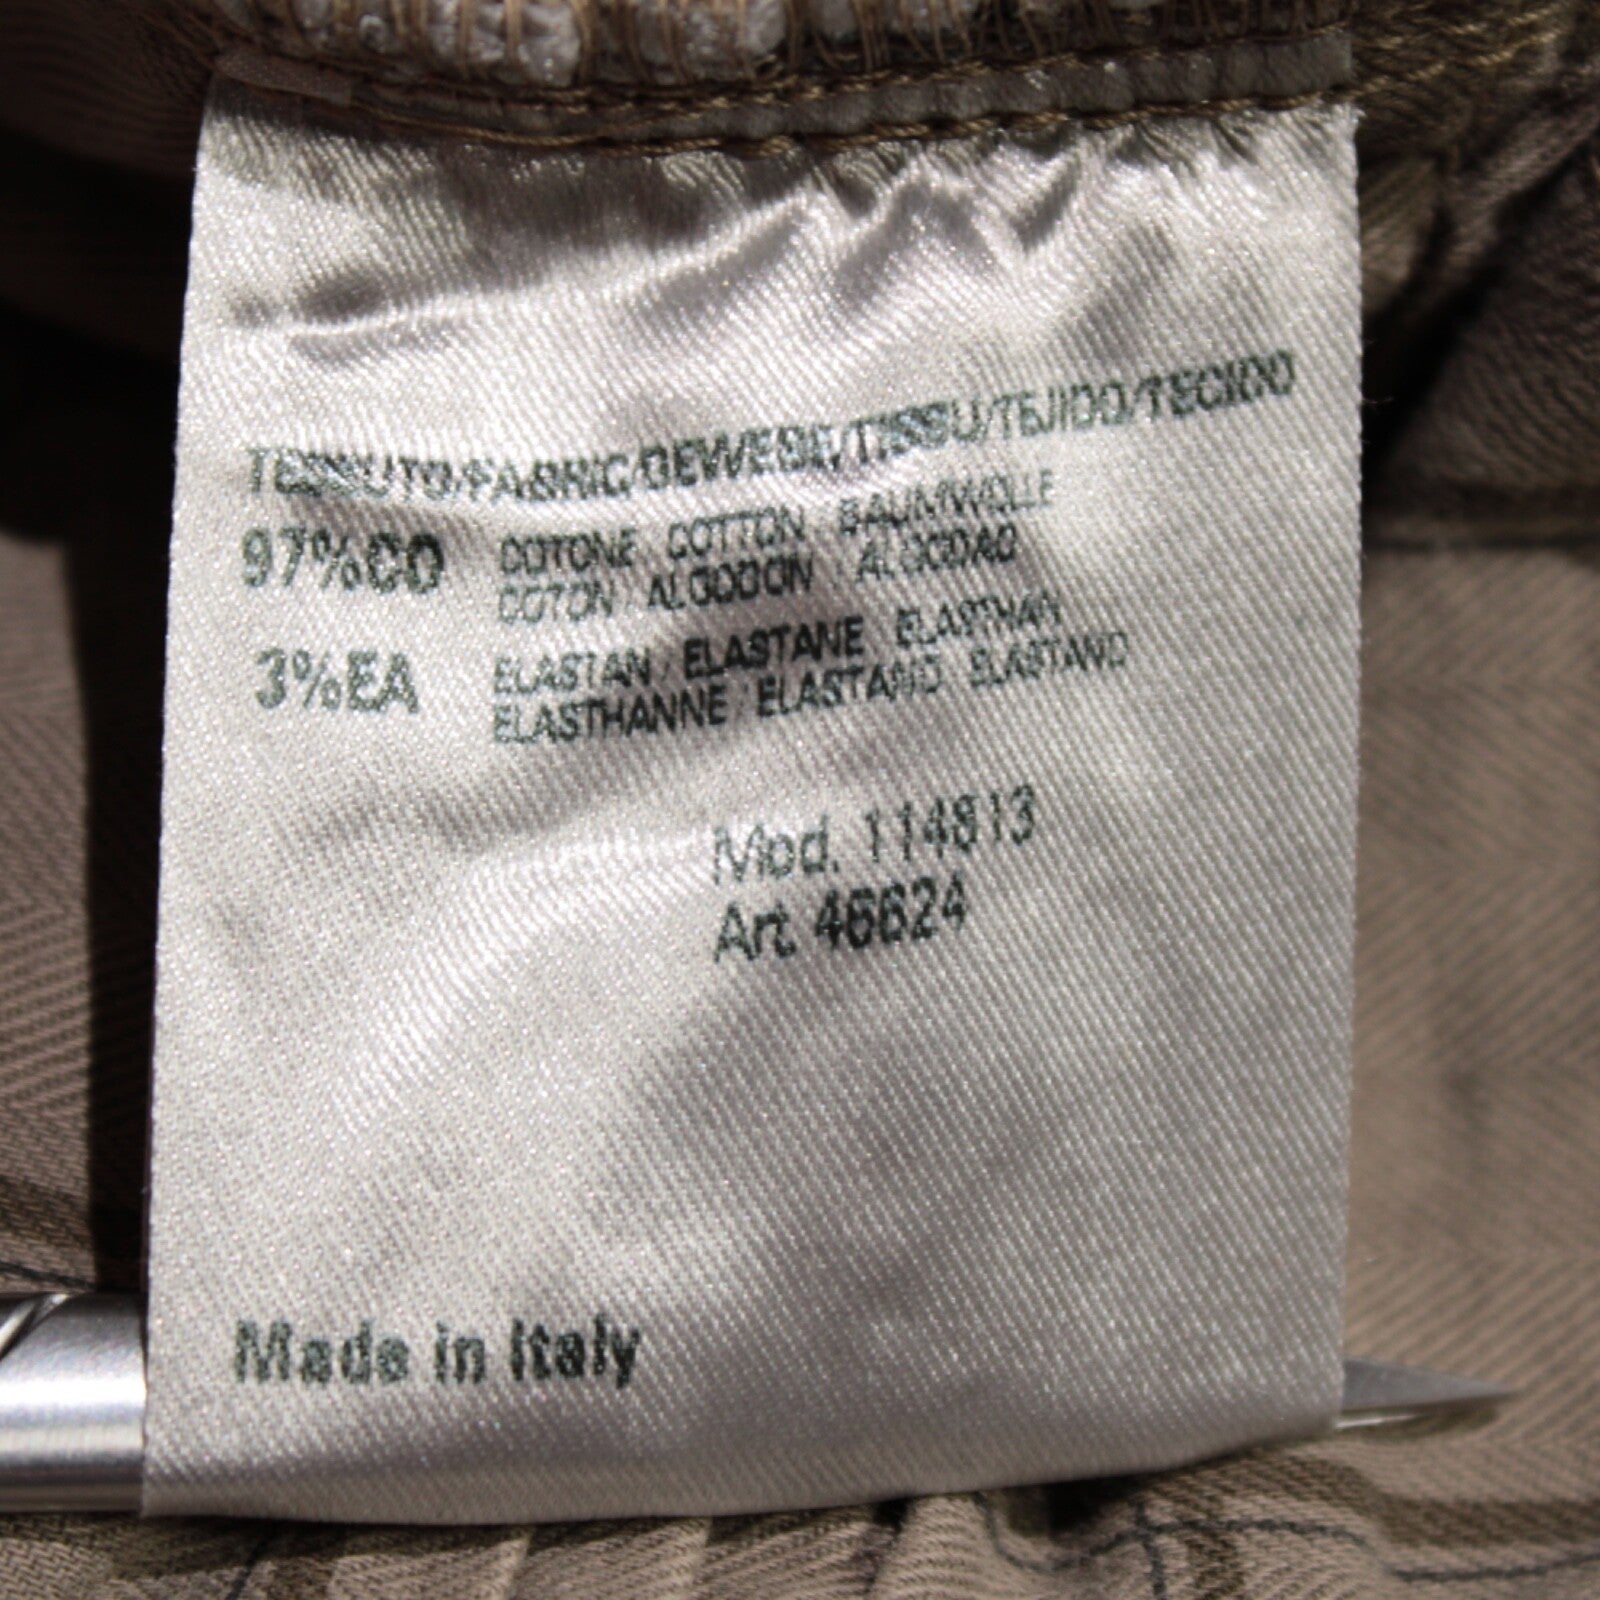 TESSUTO/FABRIC/GEWEBE/TISSU/TEJIDO/TECIDO
97%CO COTONE COTTON BAUMWOLLE
COTON ALGODON ALGODAO
3%EA ELASTAN ELASTANE ELASTHAN
ELASTHANNE ELASTANO ELASTANO
Mod. 114813
Art. 46624
Made in Italy